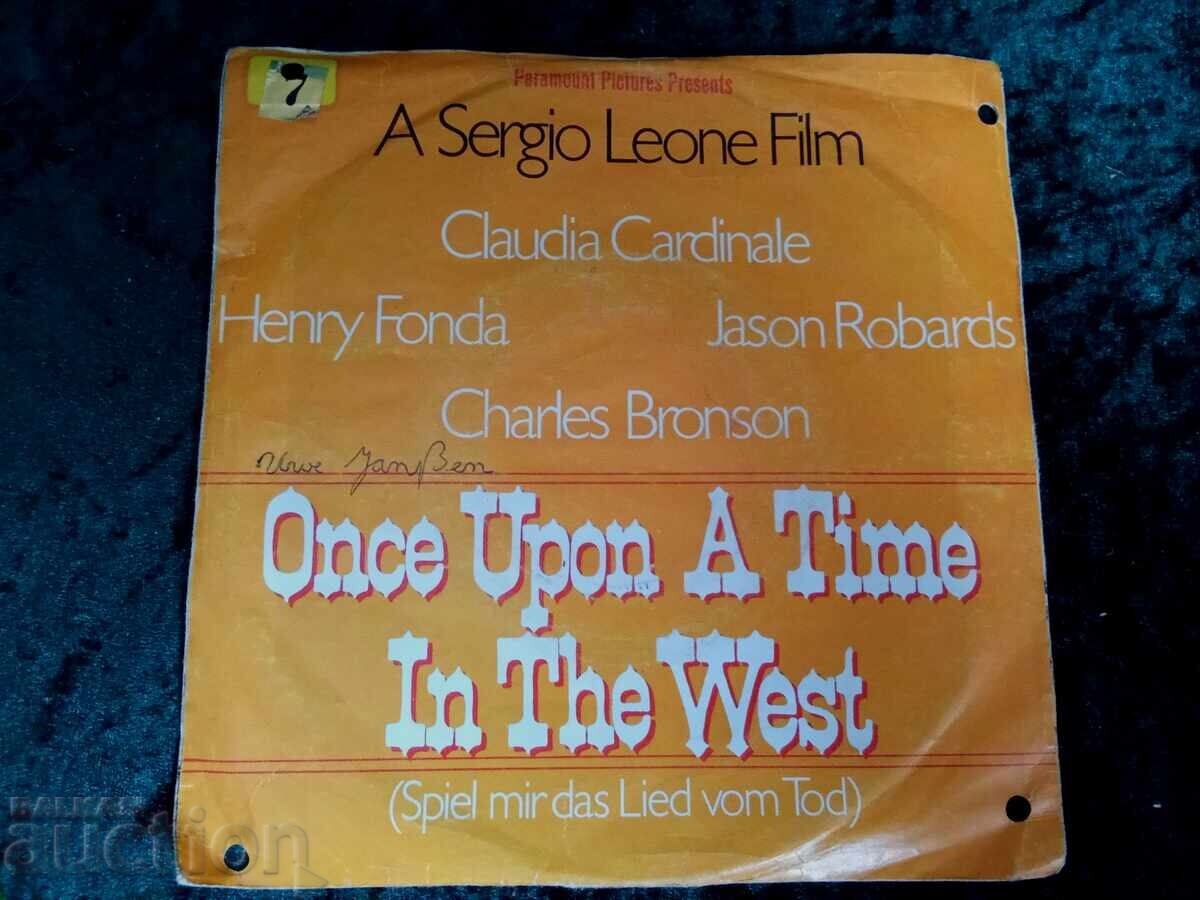 7
Paramount Pictures Presents
A Sergio Leone Film
Claudia Cardinale
Henry Fonda Jason Robards
Charles Bronson
Uwe Janßen
Once Upon A Time
In The West
(Spiel mir das Lied vom Tod)
BALKAN
auction